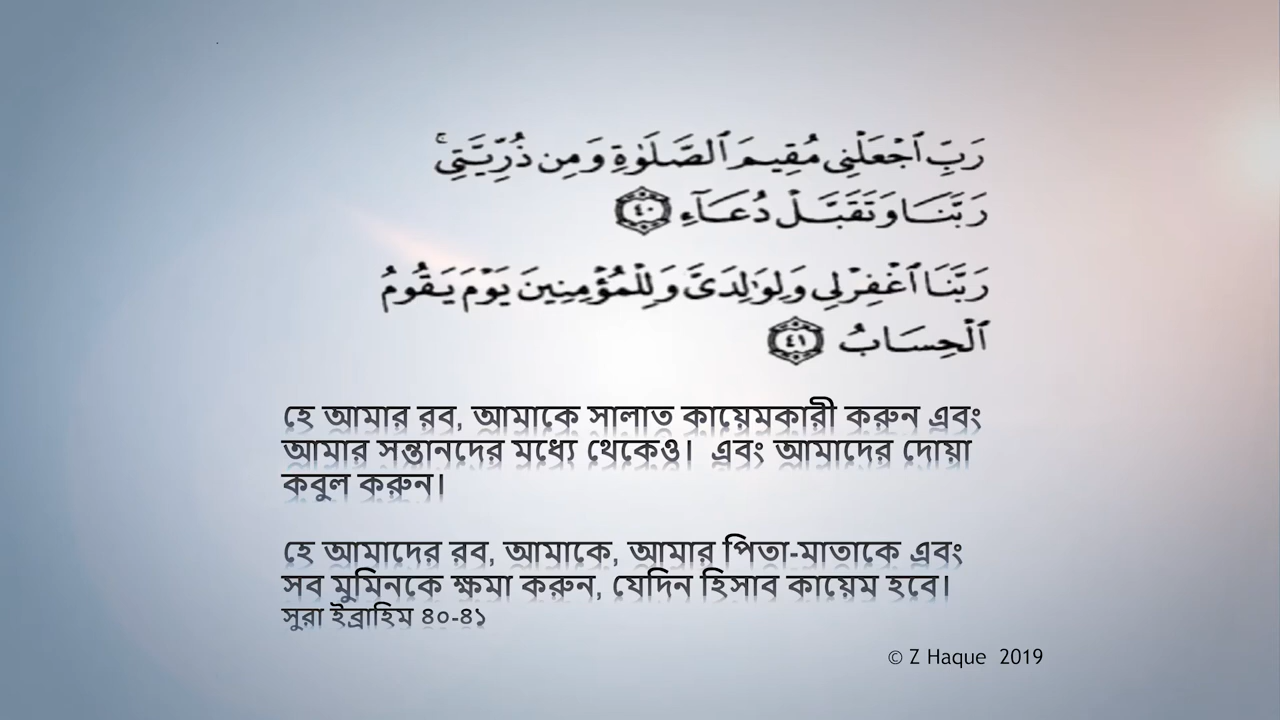 رَبِّ ٱجْعَلْنِى مُقِيمَ ٱلصَّلَوٰةِ وَمِن ذُرِّيَّتِىۚ
رَبَّنَا وَتَقَبَّلْ دُعَآءِ ٤٠
رَبَّنَا ٱغْفِرْ لِى وَلِوَٰلِدَىَّ وَلِلْمُؤْمِنِينَ يَوْمَ يَقُومُ
ٱلْحِسَابُ ٤١
হে আমার রব, আমাকে সালাত কায়েমকারী করুন এবং
আমার সন্তানদের মধ্যে থেকেও। এবং আমাদের দোয়া
কবুল করুন।
হে আমাদের রব, আমাকে, আমার পিতা-মাতাকে এবং
সব মুমিনকে ক্ষমা করুন, যেদিন হিসাব কায়েম হবে।
সুরা ইব্রাহিম ৪০-৪১
© Z Haque 2019